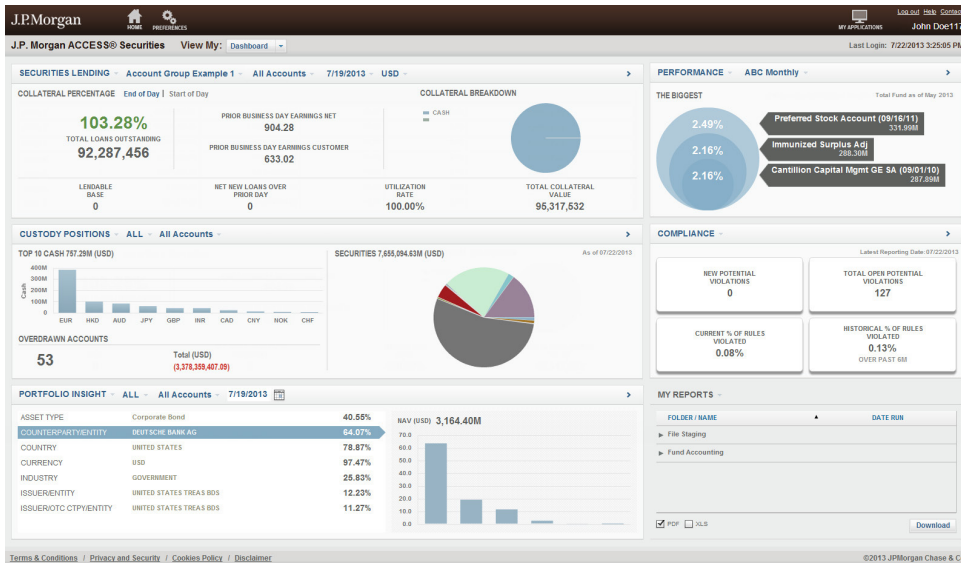 J.P.Morgan
HOME
PREFERENCES
MY APPLICATIONS
Log out Help Contac
John Doe117
J.P. Morgan ACCESS® Securities View My: Dashboard
Last Login: 7/22/2013 3:25:05 PM
SECURITIES LENDING Account Group Example 1 All Accounts 7/19/2013 USD
COLLATERAL PERCENTAGE End of Day | Start of Day
103.28%
TOTAL LOANS OUTSTANDING
92,287,456
PRIOR BUSINESS DAY EARNINGS NET
904.28
PRIOR BUSINESS DAY EARNINGS CUSTOMER
633.02
COLLATERAL BREAKDOWN
CASH
LENDABLE
BASE
0
NET NEW LOANS OVER
PRIOR DAY
0
UTILIZATION
RATE
100.00%
TOTAL COLLATERAL
VALUE
95,317,532
PERFORMANCE ABC Monthly
THE BIGGEST
Total Fund as of May 2013
2.49%
Preferred Stock Account (09/16/11)
331.99M
2.16%
Immunized Surplus Adj
288.30M
2.16%
Cantillion Capital Mgmt GE SA (09/01/10)
287.89M
CUSTODY POSITIONS ALL All Accounts
TOP 10 CASH 757.29M (USD)
Cash
400M
300M
200M
100M
0
EUR HKD AUD JPY GBP INR CAD CNY NOK CHF
OVERDRAWN ACCOUNTS
53
Total (USD)
(3,378,359,407.09)
SECURITIES 7,655,094.63M (USD)
As of 07/22/2013
COMPLIANCE
Latest Reporting Date: 07/22/2013
NEW POTENTIAL
VIOLATIONS
0
TOTAL OPEN POTENTIAL
VIOLATIONS
127
CURRENT % OF RULES
VIOLATED
0.08%
HISTORICAL % OF RULES
VIOLATED
0.13%
OVER PAST 6M
PORTFOLIO INSIGHT ALL All Accounts 7/19/2013
ASSET TYPE Corporate Bond 40.55%
COUNTERPARTY/ENTITY DEUTSCHE BANK AG 64.07%
COUNTRY UNITED STATES 78.87%
CURRENCY USD 97.47%
INDUSTRY GOVERNMENT 25.83%
ISSUER/ENTITY UNITED STATES TREAS BDS 12.23%
ISSUER/OTC CTPY/ENTITY UNITED STATES TREAS BDS 11.27%
NAV (USD) 3,164.40M
70.0
60.0
50.0
40.0
30.0
20.0
10.0
0.0
MY REPORTS
FOLDER / NAME DATE RUN
File Staging
Fund Accounting
PDF XLS
Download
Terms & Conditions / Privacy and Security / Cookies Policy / Disclaimer
©2013 JPMorgan Chase & C